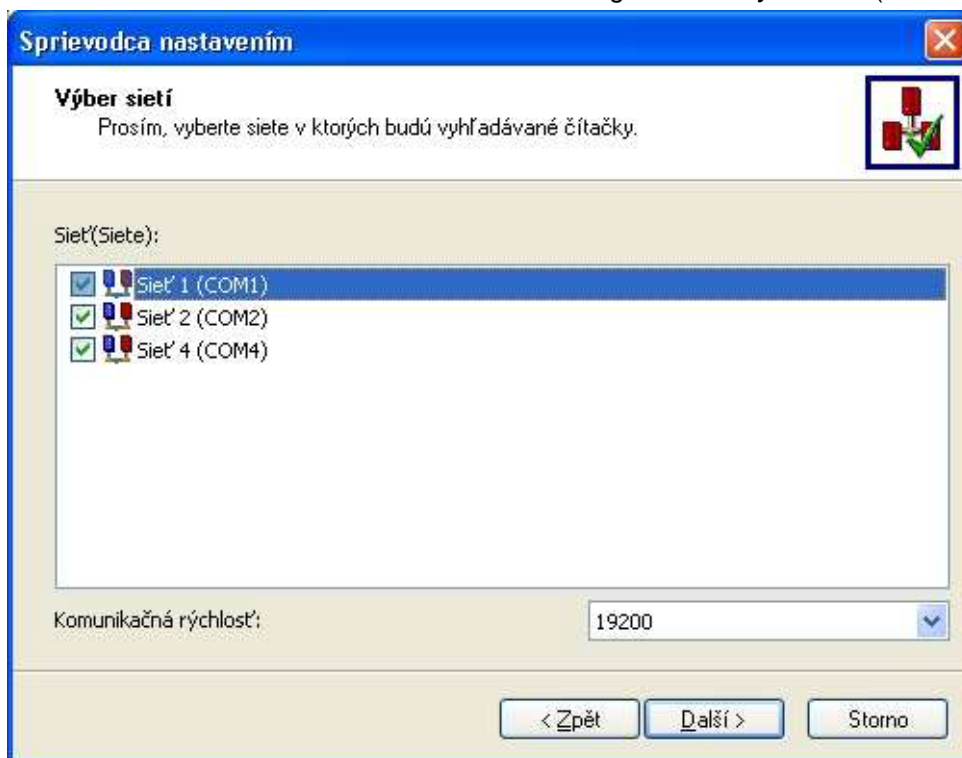 Sprievodca nastavením
Výber sietí
Prosím, vyberte siete v ktorých budú vyhľadávané čítačky.
Sieť(Siete):
Sieť 1 (COM1)
Sieť 2 (COM2)
Sieť 4 (COM4)
Komunikačná rýchlosť: 19200
< Zpět Další > Storno